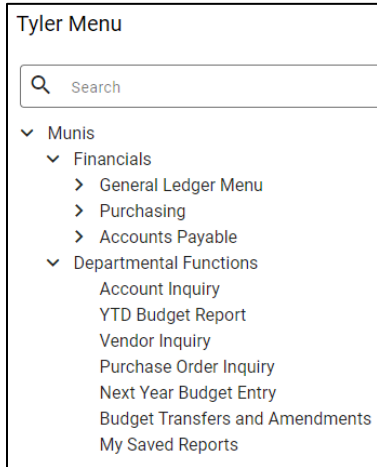 Tyler Menu
Search
Munis
Financials
General Ledger Menu
Purchasing
Accounts Payable
Departmental Functions
Account Inquiry
YTD Budget Report
Vendor Inquiry
Purchase Order Inquiry
Next Year Budget Entry
Budget Transfers and Amendments
My Saved Reports